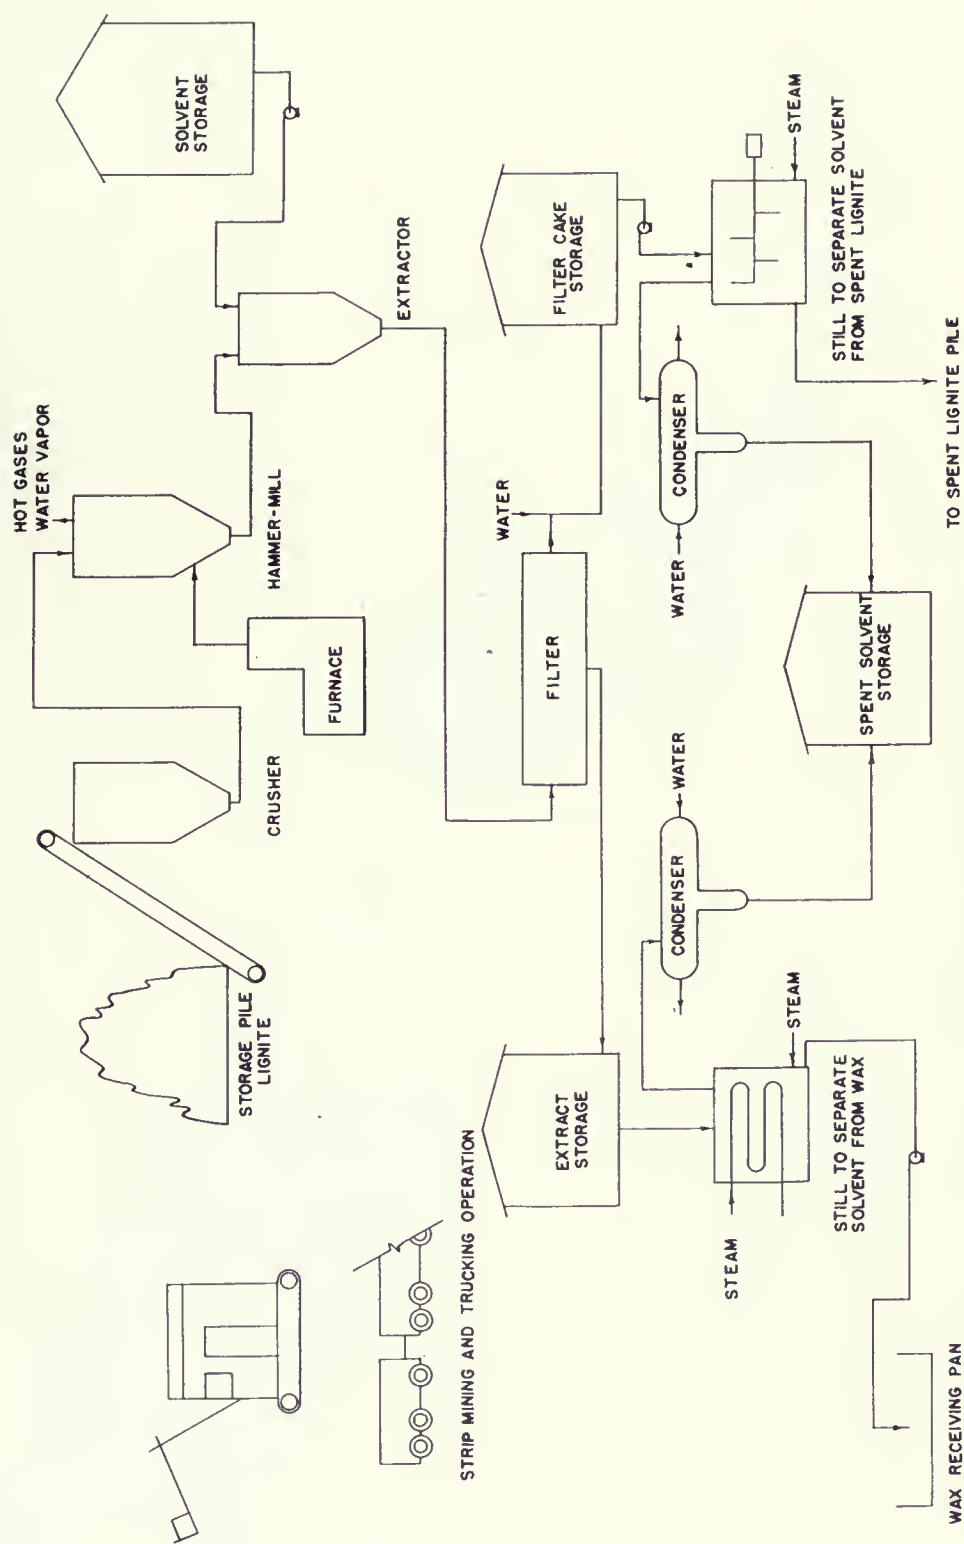 STRIP MINING AND TRUCKING OPERATION
STORAGE PILE
LIGNITE
CRUSHER
FURNACE
HAMMER-MILL
HOT GASES
WATER VAPOR
EXTRACTOR
SOLVENT
STORAGE
EXTRACT
STORAGE
FILTER
WATER
FILTER CAKE
STORAGE
STEAM
STEAM
STILL TO SEPARATE
SOLVENT FROM WAX
CONDENSER
WATER
WATER
CONDENSER
STEAM
STILL TO SEPARATE SOLVENT
FROM SPENT LIGNITE
WAX RECEIVING PAN
SPENT SOLVENT
STORAGE
TO SPENT LIGNITE PILE